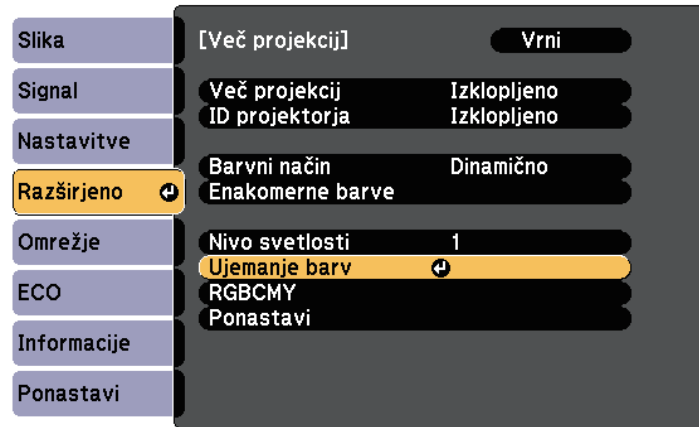 Slika
Signal
Nastavitve
Razširjeno
Omrežje
ECO
Informacije
Ponastavi
[Več projekcij] Vrni
Več projekcij Izklopljeno
ID projektorja Izklopljeno
Barvni način Dinamično
Enakomerne barve
Nivo svetlosti 1
Ujemanje barv
RGBCMY
Ponastavi